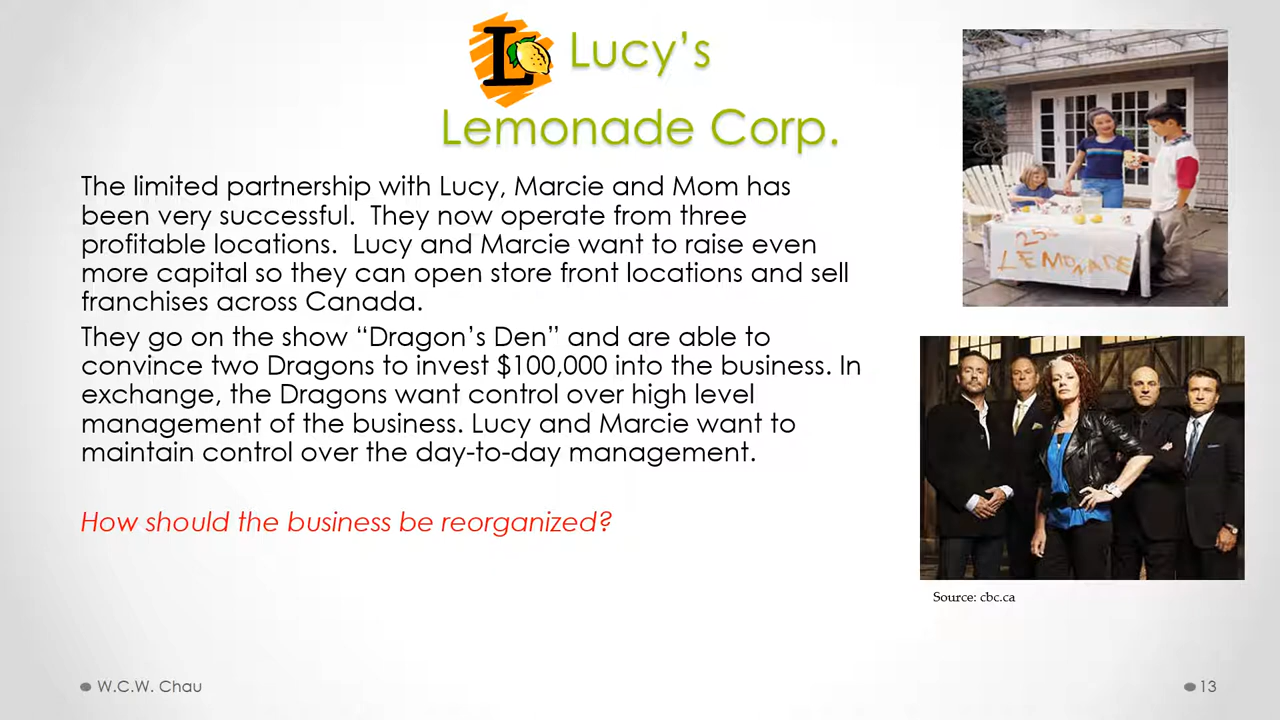 L Lucy's
Lemonade Corp.
The limited partnership with Lucy, Marcie and Mom has
been very successful.  They now operate from three
profitable locations.  Lucy and Marcie want to raise even
more capital so they can open store front locations and sell
franchises across Canada.
They go on the show “Dragon’s Den” and are able to
convince two Dragons to invest $100,000 into the business. In
exchange, the Dragons want control over high level
management of the business. Lucy and Marcie want to
maintain control over the day-to-day management.
How should the business be reorganized?
25¢
LEMONADE
Source: cbc.ca
W.C.W. Chau
13